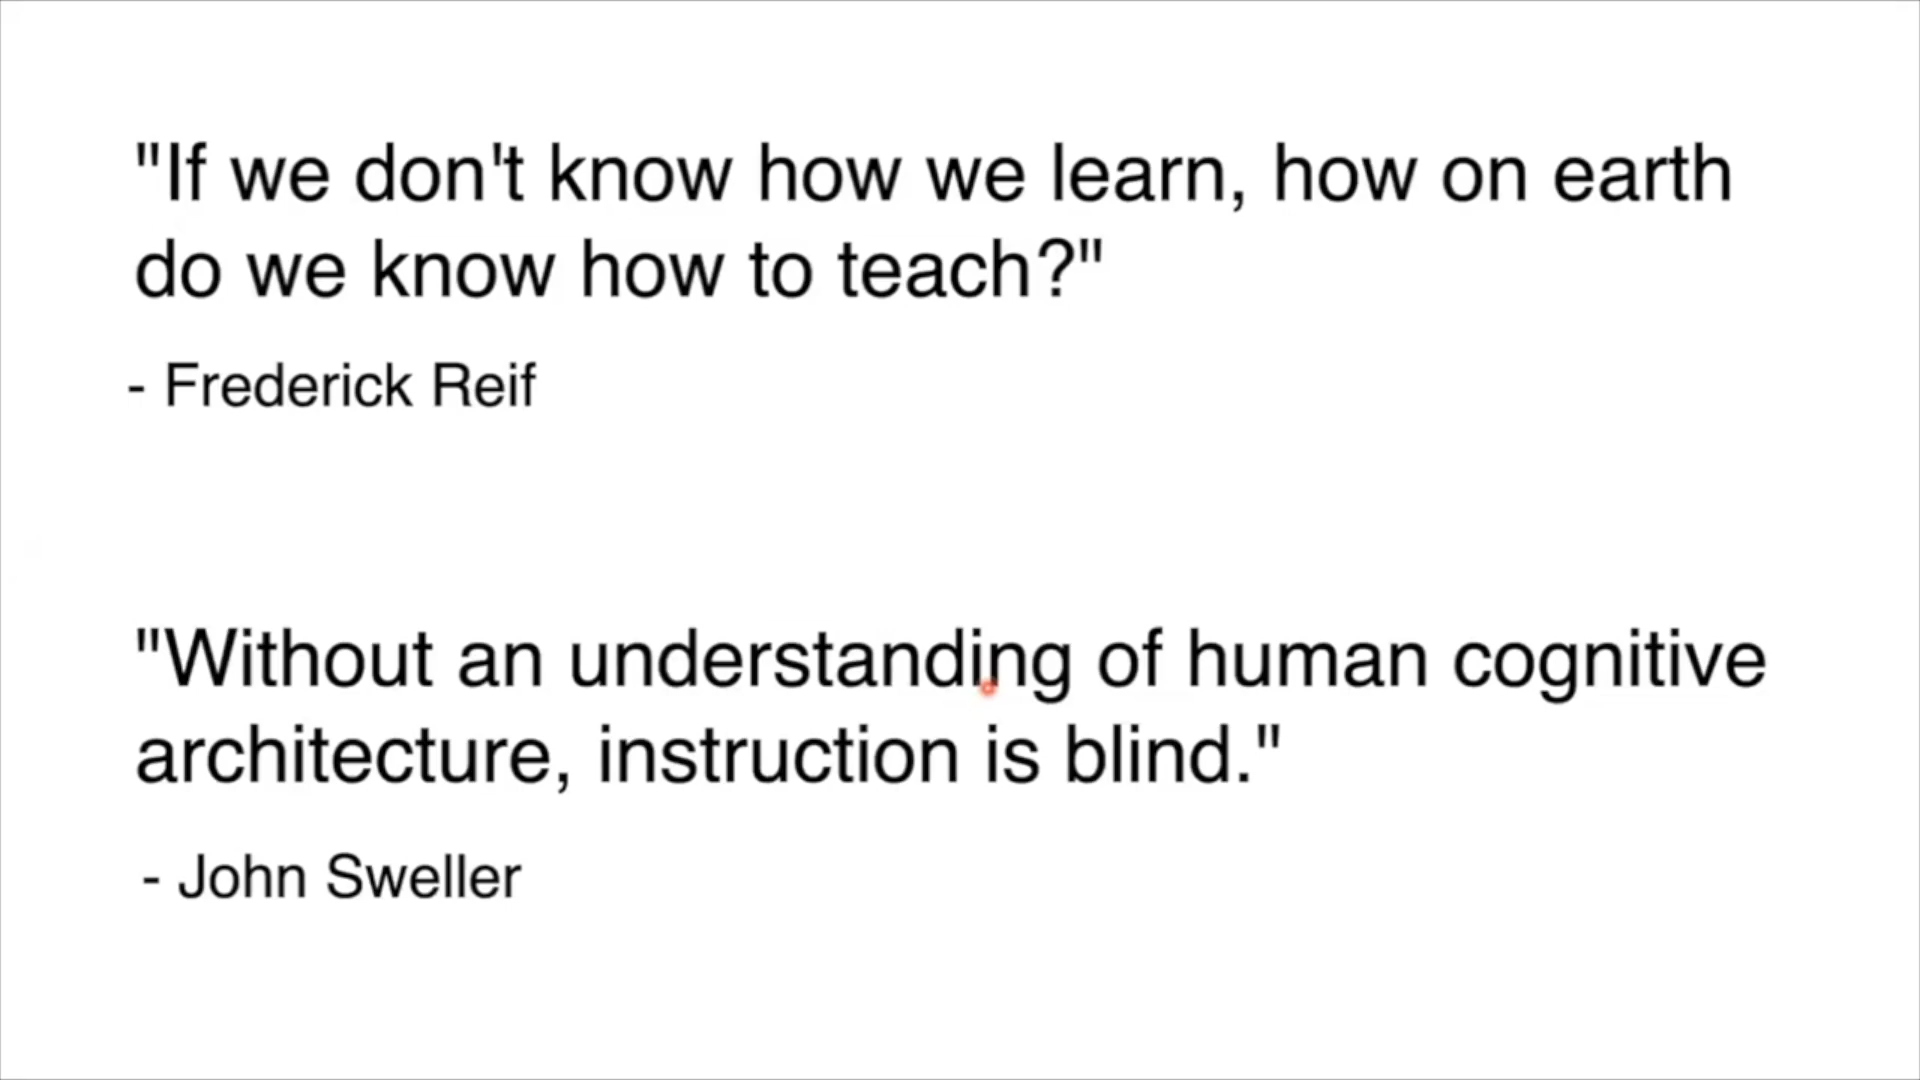 "If we don't know how we learn, how on earth
do we know how to teach?"
- Frederick Reif
"Without an understanding of human cognitive
architecture, instruction is blind."
- John Sweller